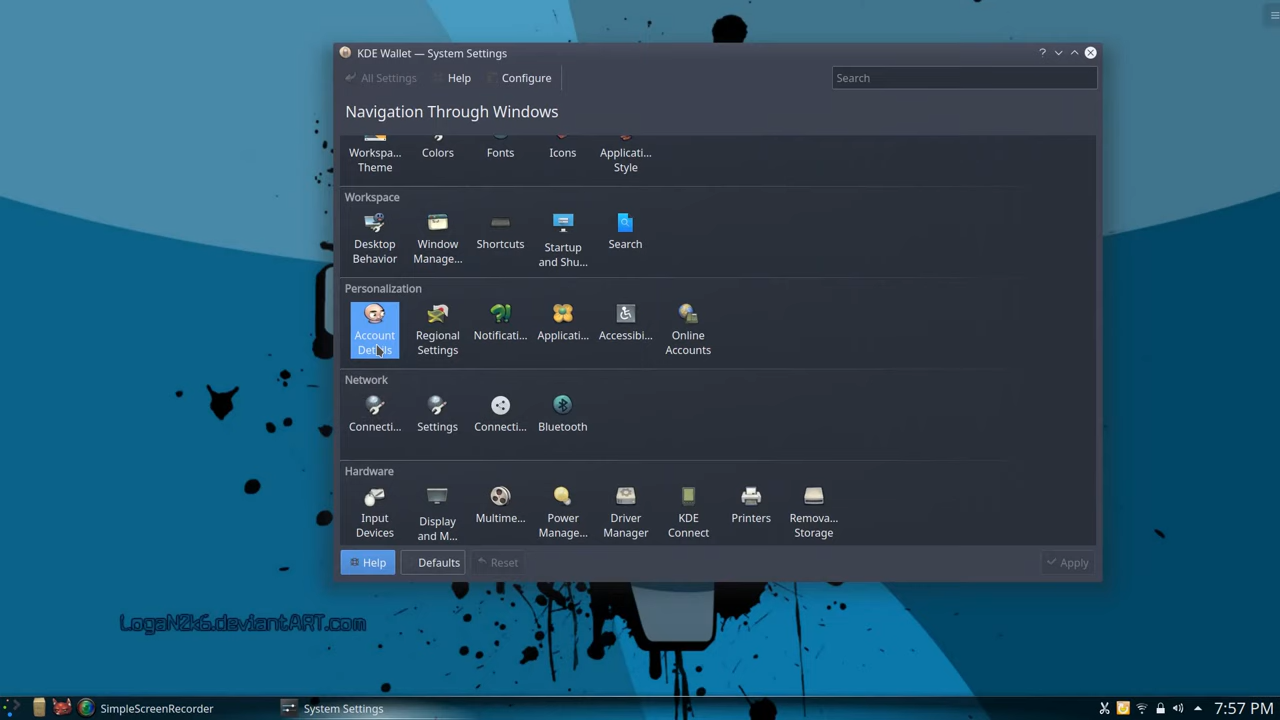 KDE Wallet — System Settings
All Settings Help Configure Search
Navigation Through Windows
Workspa... Colors Fonts Icons Applicati...
Theme Style
Workspace
Desktop Window Shortcuts Startup Search
Behavior Manage... and Shu...
Personalization
Account Regional Notificati... Applicati... Accessibi... Online
Details Settings Accounts
Network
Connecti... Settings Connecti... Bluetooth
Hardware
Input Display Multime... Power Driver KDE Printers Remova...
Devices and M... Manage... Manager Connect Storage
Help Defaults Reset Apply
LogaN2k6.deviantART.com
SimpleScreenRecorder System Settings 7:57 PM